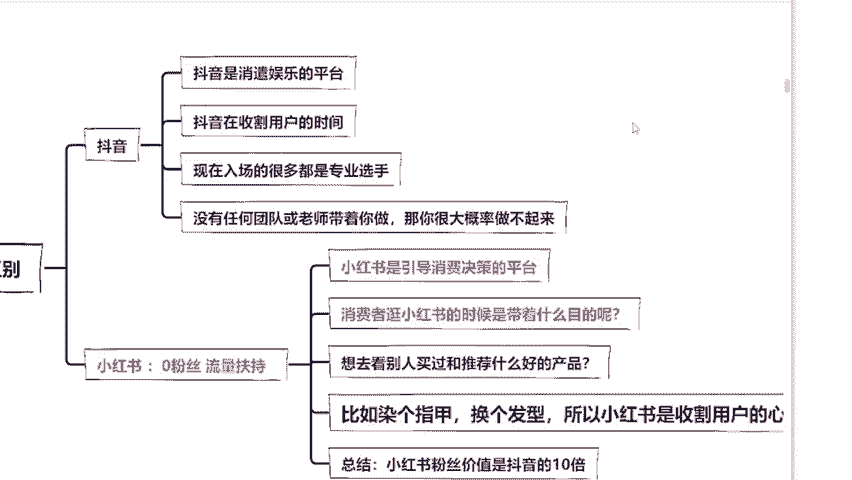 别
抖音
抖音是消遣娱乐的平台
抖音在收割用户的时间
现在入场的很多都是专业选手
没有任何团队或老师带着你做，那你很大概率做不起来
小红书：0粉丝 流量扶持
小红书是引导消费决策的平台
消费者逛小红书的时候是带着什么目的呢？
想去看别人买过和推荐什么好的产品？
比如染个指甲，换个发型，所以小红书是收割用户的心
总结：小红书粉丝价值是抖音的10倍